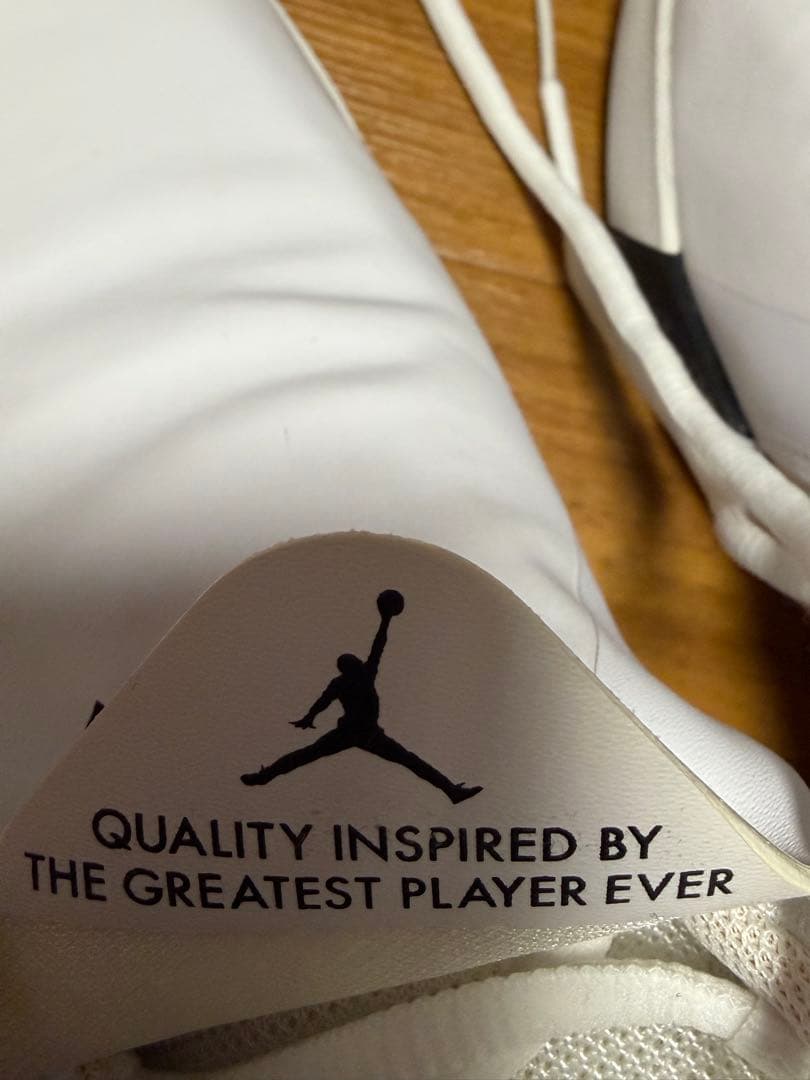 QUALITY INSPIRED BY
THE GREATEST PLAYER EVER